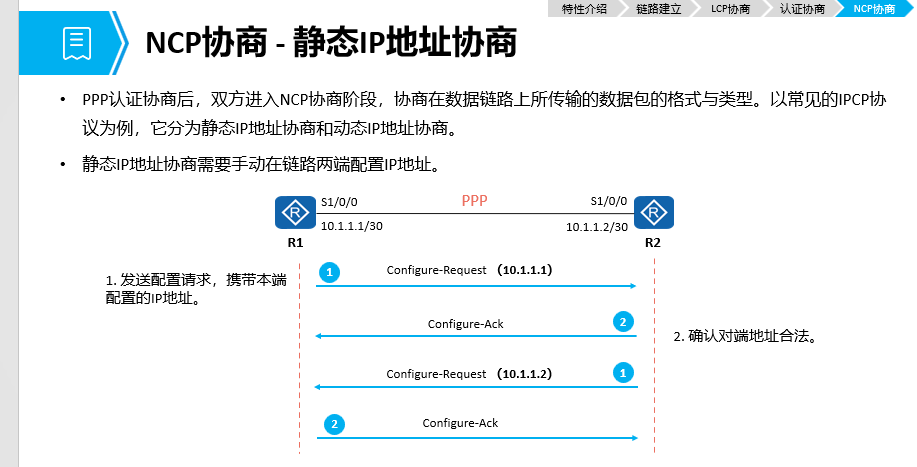 特性介绍 链路建立 LCP协商 认证协商 NCP协商
NCP协商 - 静态IP地址协商
• PPP认证协商后，双方进入NCP协商阶段，协商在数据链路上所传输的数据包的格式与类型。以常见的IPCP协
议为例，它分为静态IP地址协商和动态IP地址协商。
• 静态IP地址协商需要手动在链路两端配置IP地址。
S1/0/0 PPP S1/0/0
R R
10.1.1.1/30 10.1.1.2/30
R1 R2
1 Configure-Request （10.1.1.1）
1. 发送配置请求，携带本端
配置的IP地址。
Configure-Ack 2
2. 确认对端地址合法。
Configure-Request （10.1.1.2） 1
2 Configure-Ack